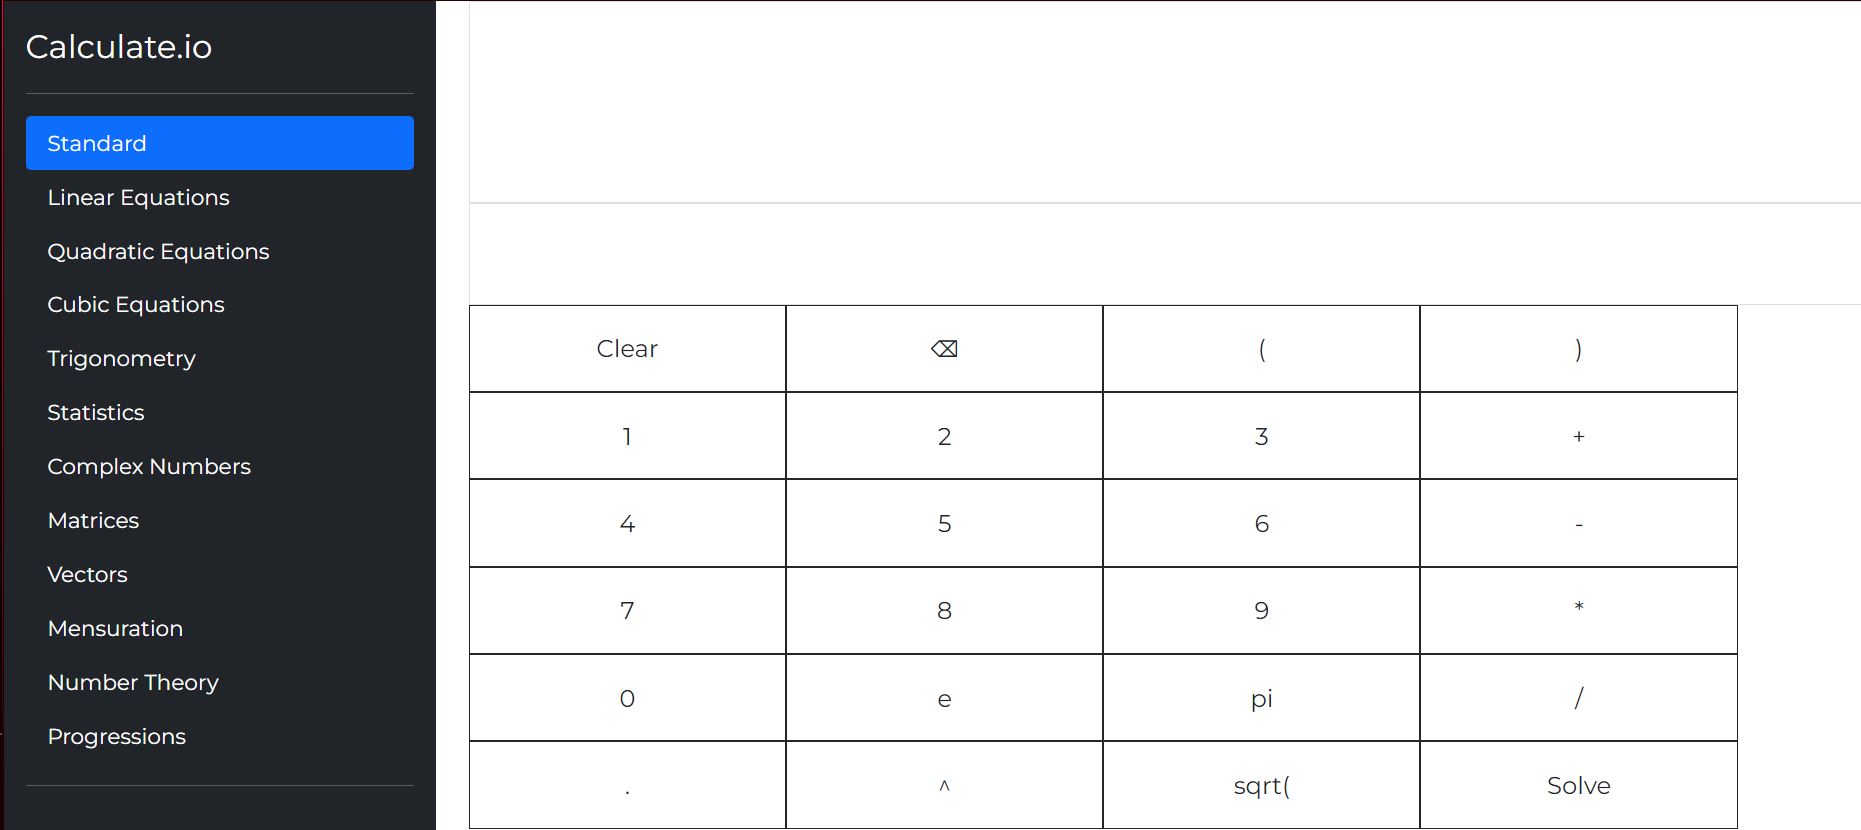 Calculate.io
Standard
Linear Equations
Quadratic Equations
Cubic Equations
Trigonometry
Statistics
Complex Numbers
Matrices
Vectors
Mensuration
Number Theory
Progressions
Clear ⌫ ( )
1 2 3 +
4 5 6 -
7 8 9 *
0 e pi /
. ^ sqrt( Solve